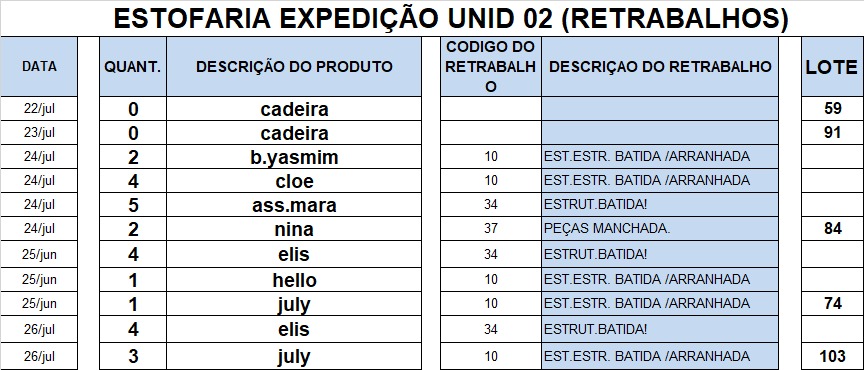 ESTOFARIA EXPEDIÇÃO UNID 02 (RETRABALHOS)
DATA QUANT. DESCRIÇÃO DO PRODUTO CODIGO DO RETRABALHO DESCRIÇAO DO RETRABALHO LOTE
22/jul 0 cadeira 59
23/jul 0 cadeira 91
24/jul 2 b.yasmim 10 EST.ESTR. BATIDA /ARRANHADA
24/jul 4 cloe 10 EST.ESTR. BATIDA /ARRANHADA
24/jul 5 ass.mara 34 ESTRUT.BATIDA!
24/jul 2 nina 37 PEÇAS MANCHADA. 84
25/jun 4 elis 34 ESTRUT.BATIDA!
25/jun 1 hello 10 EST.ESTR. BATIDA /ARRANHADA
25/jun 1 july 10 EST.ESTR. BATIDA /ARRANHADA 74
26/jul 4 elis 34 ESTRUT.BATIDA!
26/jul 3 july 10 EST.ESTR. BATIDA /ARRANHADA 103